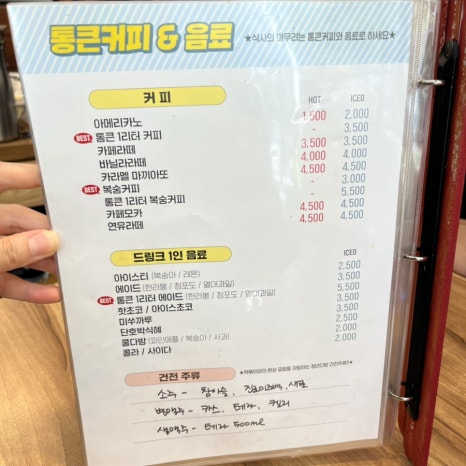 통큰커피 & 음료
★식사의 마무리는 통큰커피와 음료로 하세요★
커 피
HOT ICED
아메리카노 1,500 2,000
BEST 통큰 1리터 커피 - 3,500
카페라떼 3,500 3,500
바닐라라떼 4,000 4,000
카라멜 마끼아또 4,500 4,500
BEST 복숭커피 - 3,000
통큰 1리터 복숭커피 - 5,500
카페모카 4,500 4,500
연유라떼 4,500 4,500
드링크 1인 음료
ICED
아이스티 (복숭아 / 레몬) 2,500
에이드 (한라봉 / 청포도 / 열대과일) 3,500
BEST 통큰 1리터 에이드 (한라봉 / 청포도 / 열대과일) 5,500
핫초코 / 아이스초코 3,500
미쑤까루 3,500
단호박식혜 2,500
쿨다방 (파인애플 / 복숭아 / 사과) 2,000
콜라 / 사이다 2,000
건전 주류
소주 - 참이슬, 진로이즈백, 새로
병맥주 - 카스, 테라, 켈리
생맥주 - 테라 500ml